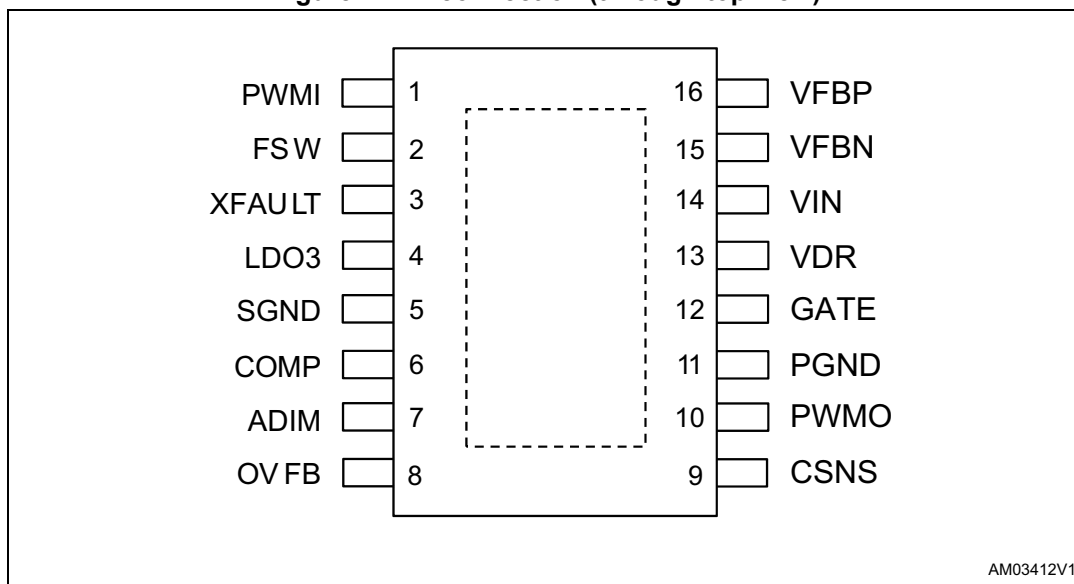 PWMI 1 16 VFBP
FSW 2 15 VFBN
XFAULT 3 14 VIN
LDO3 4 13 VDR
SGND 5 12 GATE
COMP 6 11 PGND
ADIM 7 10 PWMO
OVFB 8 9 CSNS
AM03412V1